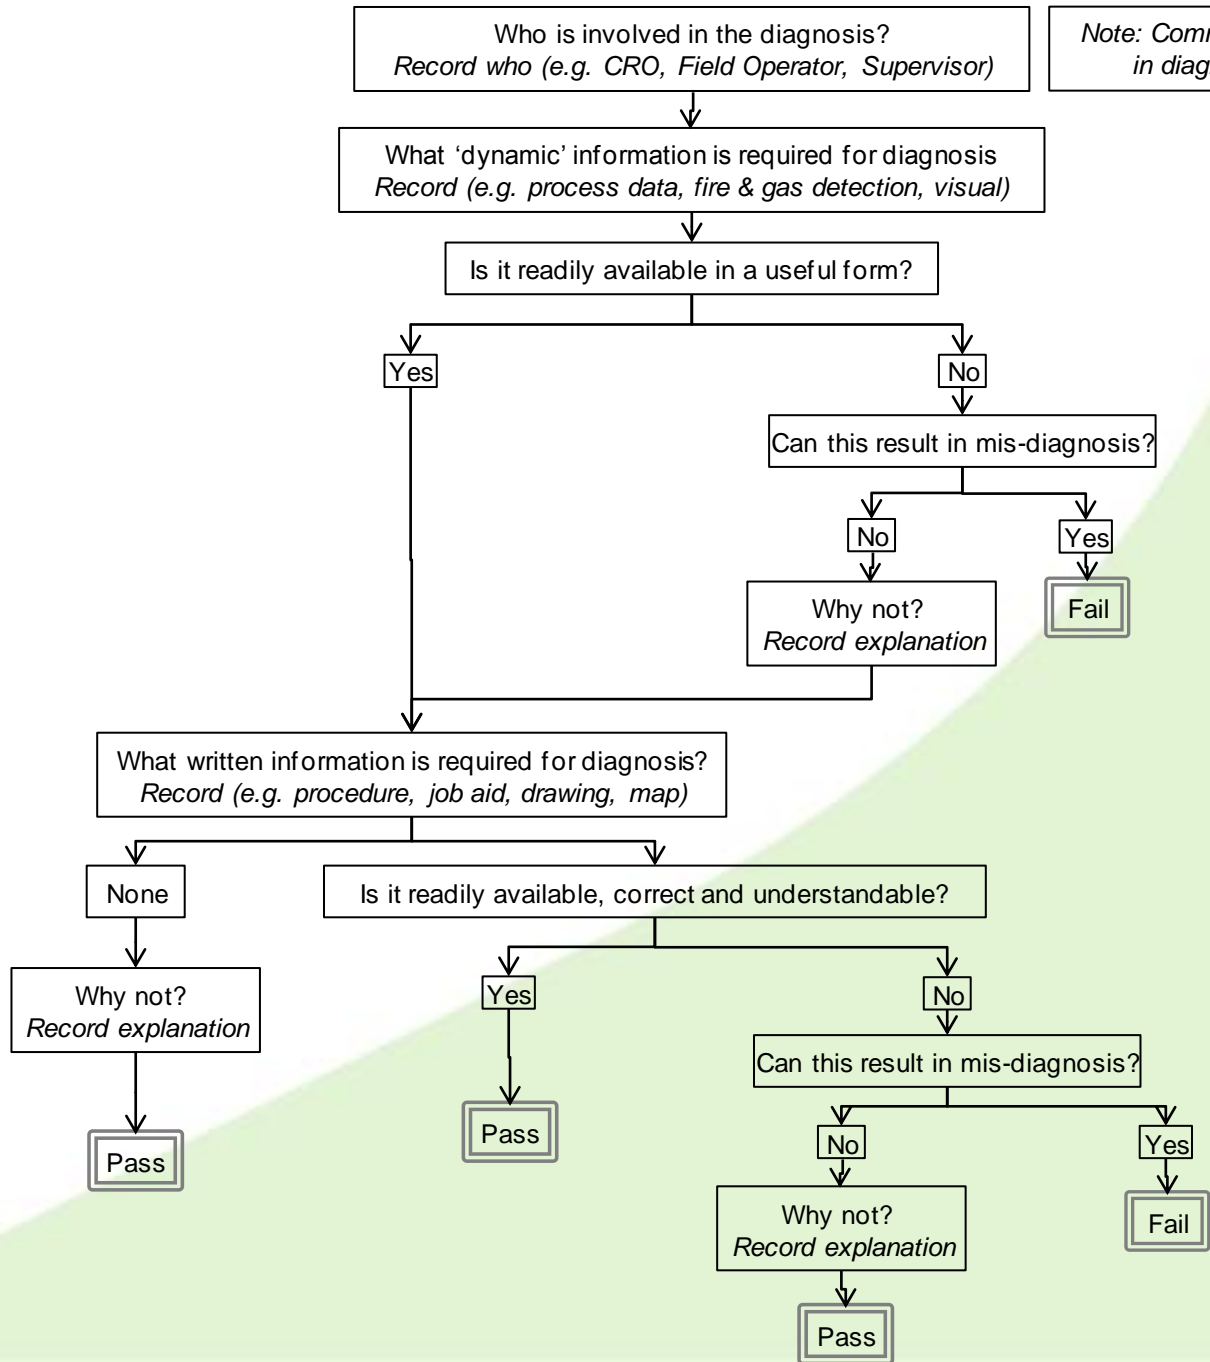 Who is involved in the diagnosis?
Record who (e.g. CRO, Field Operator, Supervisor)
Note:
in
What ‘dynamic’ information is required for diagnosis
Record (e.g. process data, fire & gas detection, visual)
Is it readily available in a useful form?
Yes
No
Can this result in mis-diagnosis?
No
Yes
Why not?
Record explanation
Fail
What written information is required for diagnosis?
Record (e.g. procedure, job aid, drawing, map)
None
Is it readily available, correct and understandable?
Why not?
Record explanation
Yes
No
Can this result in mis-diagnosis?
Pass
Pass
No
Yes
Why not?
Record explanation
Fail
Pass